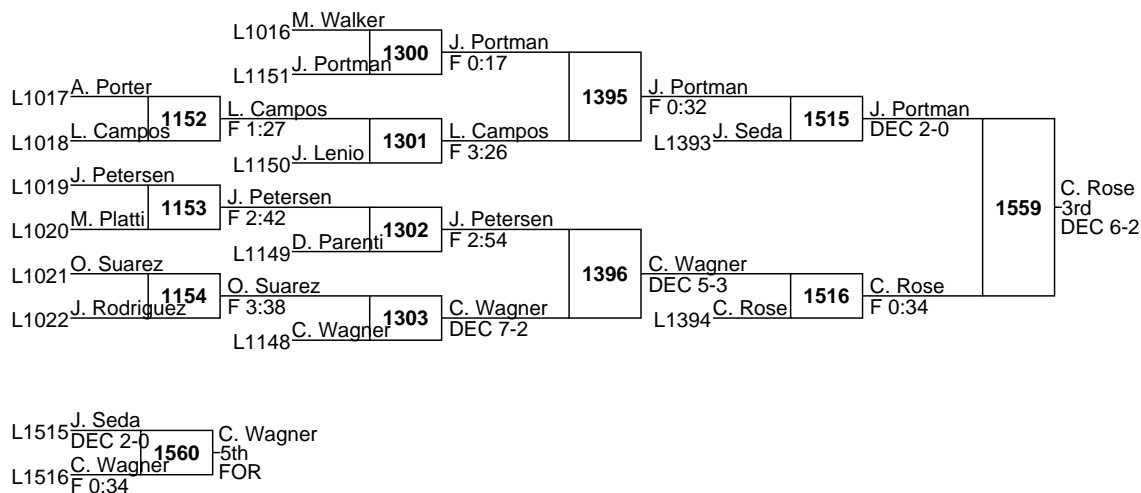 L1016 M. Walker
1300
J. Portman
F 0:17
L1151 J. Portman
L1017 A. Porter
1152
L. Campos
F 1:27
L1018 L. Campos
1301
L. Campos
F 3:26
L1150 J. Lenio
1395
J. Portman
F 0:32
L1393 J. Seda
1515
J. Portman
DEC 2-0
L1019 J. Petersen
1153
J. Petersen
F 2:42
L1020 M. Platti
1302
J. Petersen
F 2:54
L1149 D. Parenti
L1021 O. Suarez
1154
O. Suarez
F 3:38
L1022 J. Rodriguez
1303
C. Wagner
DEC 7-2
L1148 C. Wagner
1396
C. Wagner
DEC 5-3
L1394 C. Rose
1516
C. Rose
F 0:34
1559
C. Rose
3rd
DEC 6-2
L1515 J. Seda
DEC 2-0
1560
C. Wagner
5th
FOR
L1516 C. Wagner
F 0:34